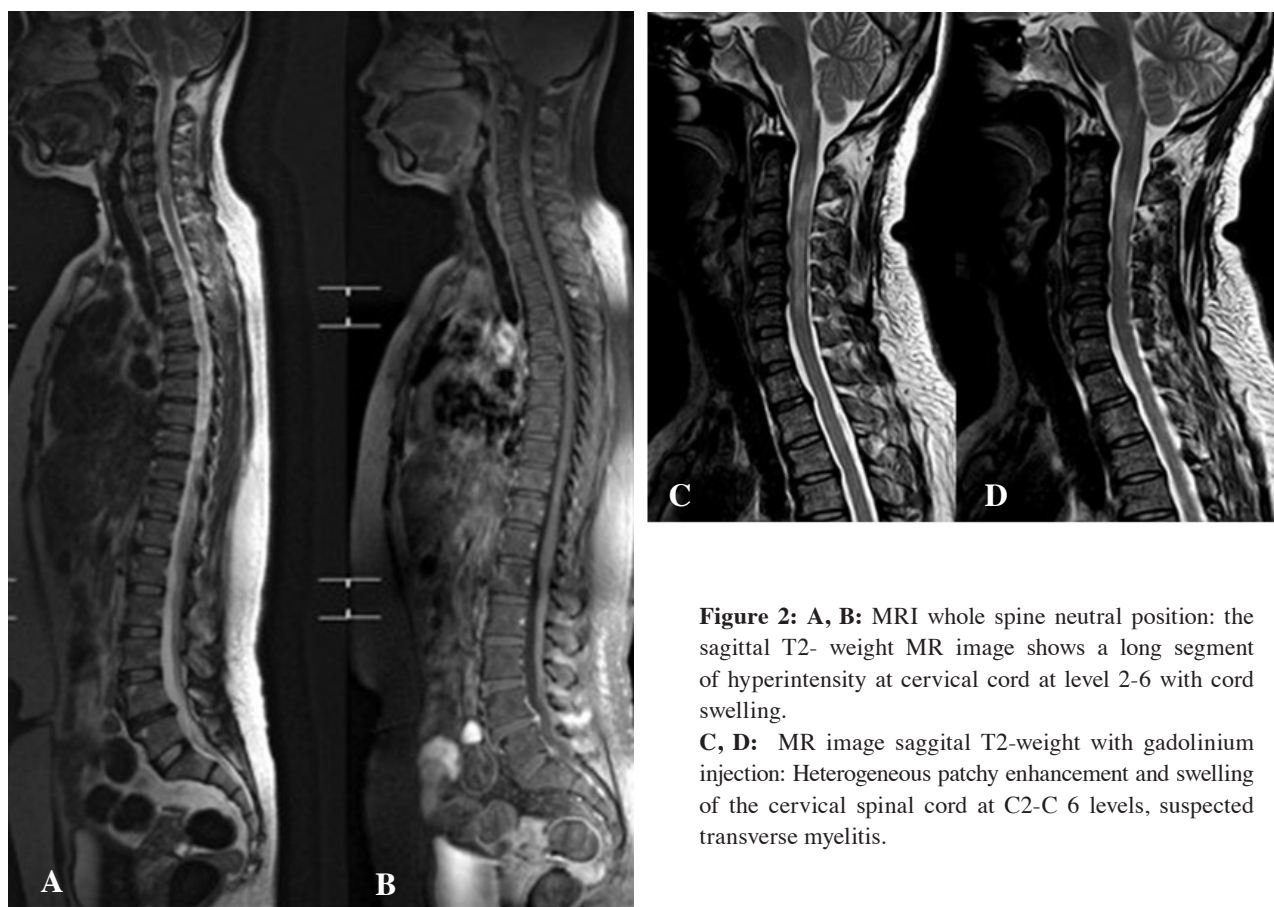 A
B
C
D
Figure 2: A, B: MRI whole spine neutral position: the
sagittal T2- weight MR image shows a long segment
of hyperintensity at cervical cord at level 2-6 with cord
swelling.
C, D: MR image saggital T2-weight with gadolinium
injection: Heterogeneous patchy enhancement and swelling
of the cervical spinal cord at C2-C 6 levels, suspected
transverse myelitis.